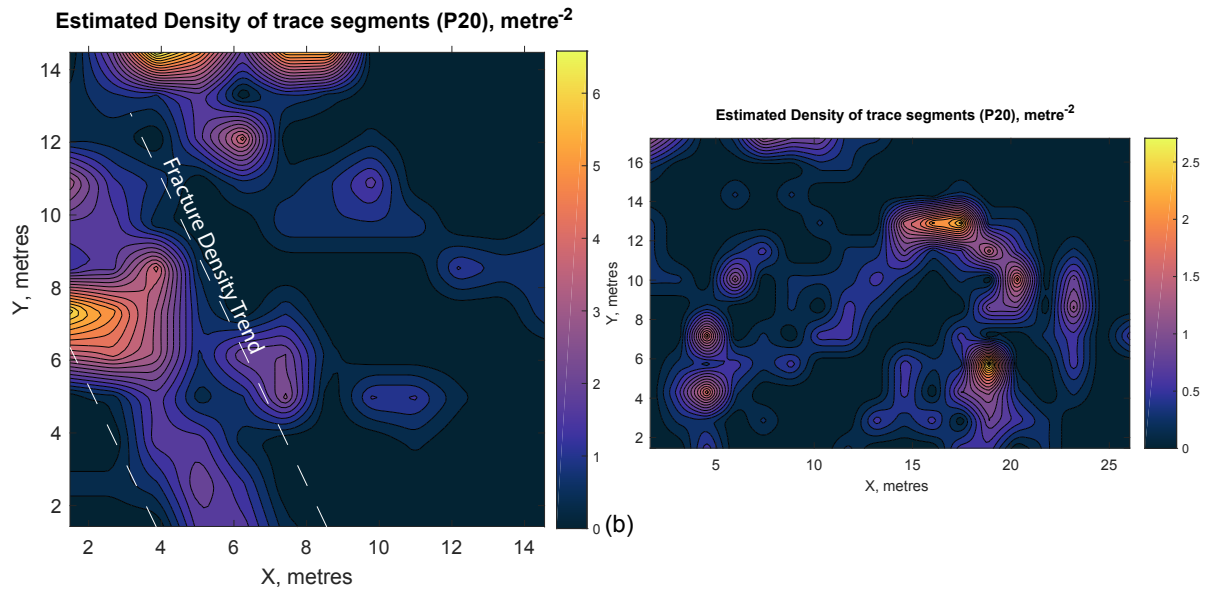 Estimated Density of trace segments (P20), metre-2
14
12
10
8
6
4
2
Y, metres
2 4 6 8 10 12 14
X, metres
Fracture Density Trend
6
5
4
3
2
1
0
(b)
Estimated Density of trace segments (P20), metre-2
16
14
12
10
8
6
4
2
Y, metres
5 10 15 20 25
X, metres
2.5
2
1.5
1
0.5
0